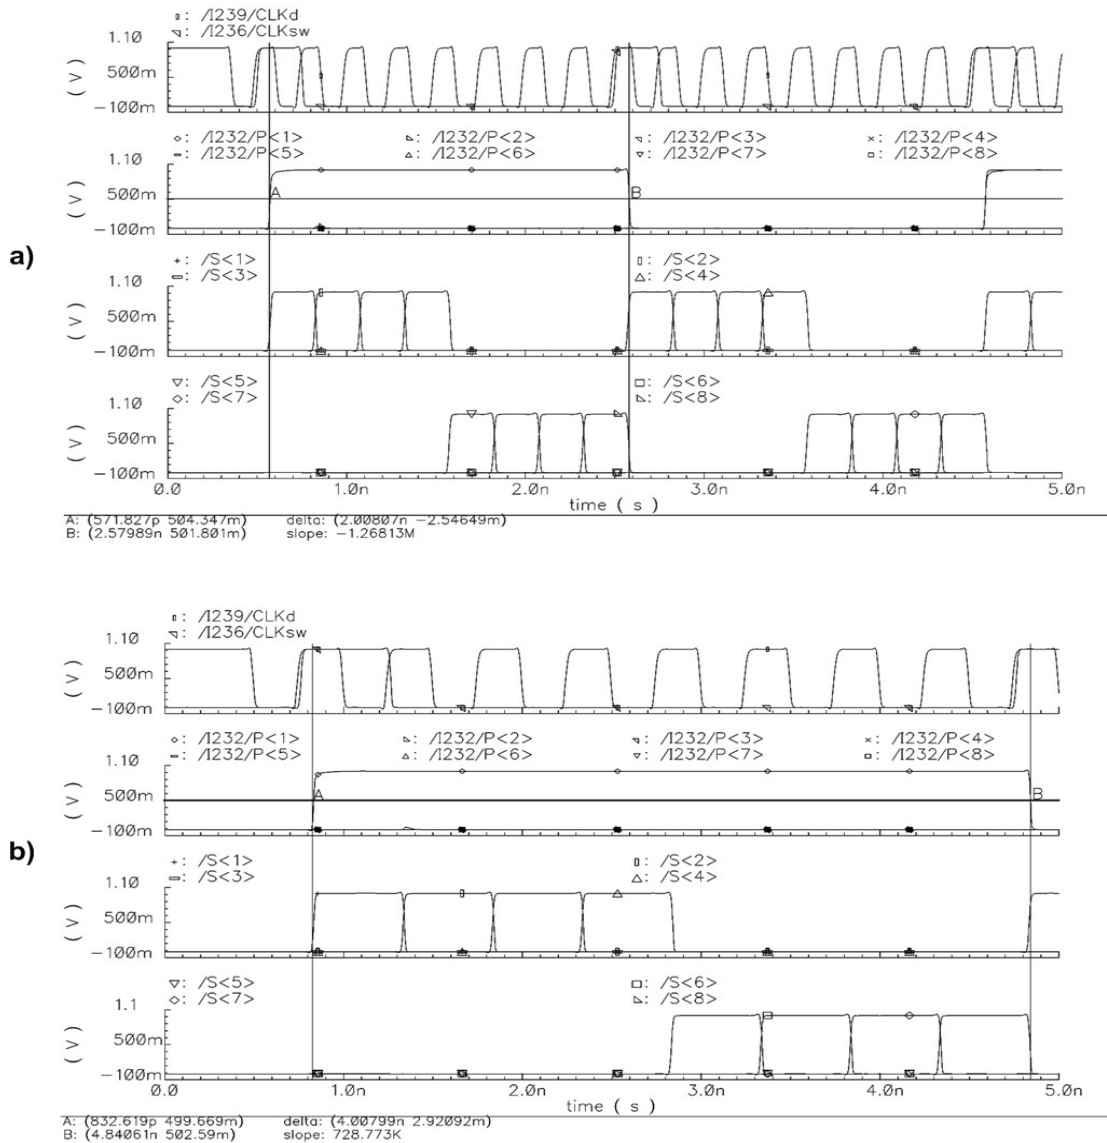 /I239/CLKd
/I236/CLKsw
1.10
500m
-100m
( V )
/I232/P<1> /I232/P<2> /I232/P<3> /I232/P<4>
/I232/P<5> /I232/P<6> /I232/P<7> /I232/P<8>
1.10
500m
-100m
( V )
A B
a)
/S<1> /S<2>
/S<3> /S<4>
1.10
500m
-100m
( V )
/S<5> /S<6>
/S<7> /S<8>
1.10
500m
-100m
( V )
0.0 1.0n 2.0n 3.0n 4.0n 5.0n
time ( s )
A: (571.827p 504.347m) delta: (2.00807n -2.54649m)
B: (2.57989n 501.801m) slope: -1.26813M
/I239/CLKd
/I236/CLKsw
1.10
500m
-100m
( V )
/I232/P<1> /I232/P<2> /I232/P<3> /I232/P<4>
/I232/P<5> /I232/P<6> /I232/P<7> /I232/P<8>
1.10
500m
-100m
( V )
A B
b)
/S<1> /S<2>
/S<3> /S<4>
1.10
500m
-100m
( V )
/S<5> /S<6>
/S<7> /S<8>
1.1
500m
-100m
( V )
0.0 1.0n 2.0n 3.0n 4.0n 5.0n
time ( s )
A: (832.619p 499.669m) delta: (4.00799n 2.92092m)
B: (4.84061n 502.59m) slope: 728.773K